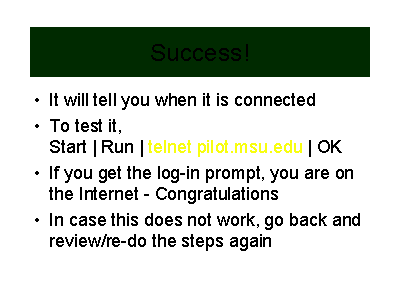 Success!
• It will tell you when it is connected
• To test it,
Start | Run | telnet pilot.msu.edu | OK
• If you get the log-in prompt, you are on
the Internet - Congratulations
• In case this does not work, go back and
review/re-do the steps again